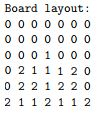 Board layout:
0 0 0 0 0 0 0
0 0 0 0 0 0 0
0 0 0 1 0 0 0
0 2 1 1 1 2 0
0 2 2 1 2 2 0
2 1 1 2 1 1 2